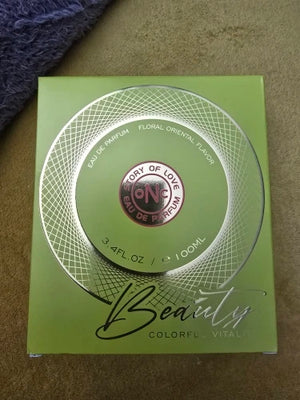 EAU DE PARFUM FLORAL ORIENTAL FLAVOR
STORY OF LOVE
EAU DE PARFUM
3.4FL.OZ / ℮ 100ML
Beauty
COLORFUL VITALITY